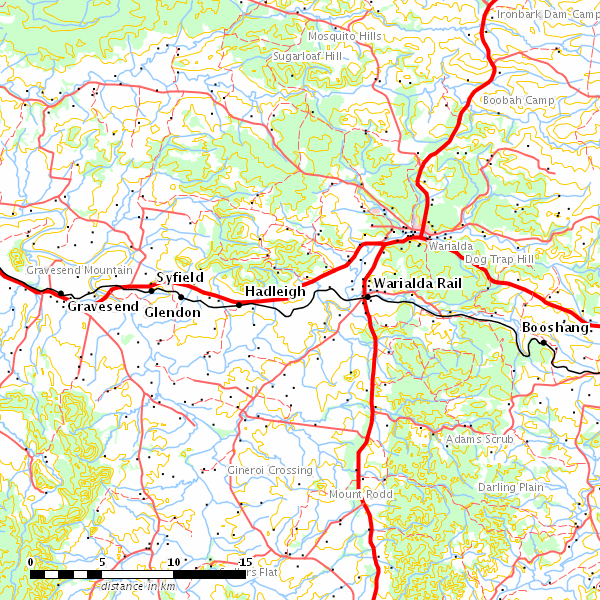 Ironbark Dam Camp
Mosquito Hills
Sugarloaf Hill
Boobah Camp
Warialda
Dog Trap Hill
Gravesend Mountain
Syfield
Hadleigh
Warialda Rail
Gravesend
Glendon
Booshang
Adams Scrub
Gineroi Crossing
Darling Plain
Mount Rodd
0 5 10 15
Flat
distance in km